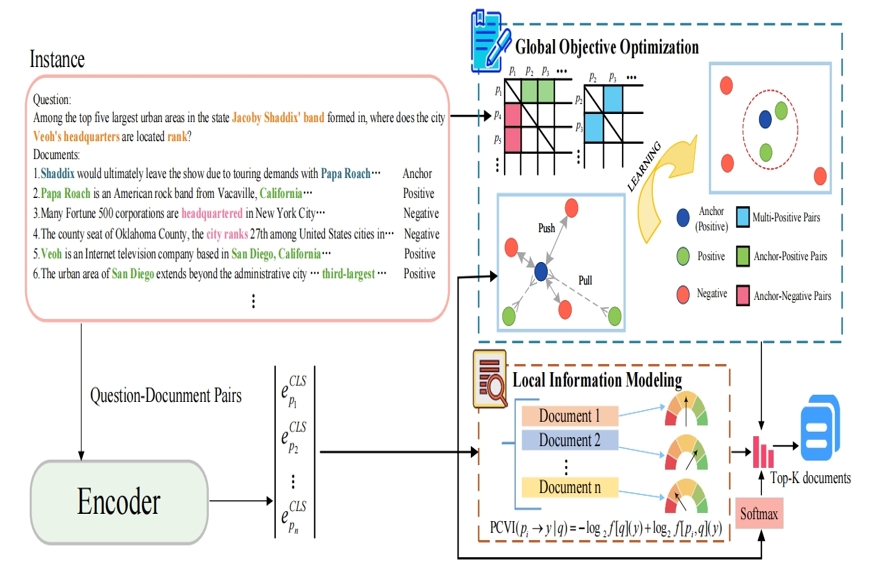 Instance
Question:
Among the top five largest urban areas in the state Jacoby Shaddix' band formed in, where does the city
Veoh's headquarters are located rank?
Documents:
1.Shaddix would ultimately leave the show due to touring demands with Papa Roach··· Anchor
2.Papa Roach is an American rock band from Vacaville, California··· Positive
3.Many Fortune 500 corporations are headquartered in New York City··· Negative
4.The county seat of Oklahoma County, the city ranks 27th among United States cities in··· Negative
5.Veoh is an Internet television company based in San Diego, California··· Positive
6.The urban area of San Diego extends beyond the administrative city ··· third-largest ··· Positive
⋮
Question-Documnent Pairs
Encoder
e_{p_1}^{CLS}
e_{p_2}^{CLS}
⋮
e_{p_n}^{CLS}
Global Objective Optimization
p_1 p_2 p_3 ···
p_1
p_4
p_5
⋮
p_2 p_3 ···
p_2
p_3
⋮
LEARNING
Push
Pull
Anchor
(Positive)
Positive
Negative
Multi-Positive Pairs
Anchor-Positive Pairs
Anchor-Negative Pairs
Local Information Modeling
Document 1
Document 2
⋮
Document n
PCVI(p_i → y | q) = −log_2 f[q](y) + log_2 f[p_i, q](y)
Top-K documents
Softmax